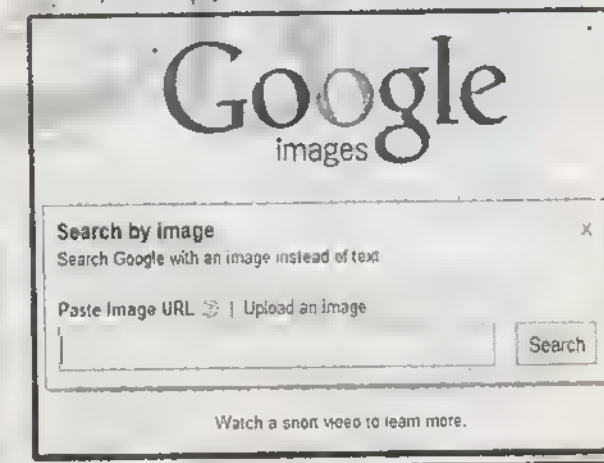 Google
images
Search by image
X
Search Google with an image instead of text
Paste Image URL | Upload an image
Search
Watch a short video to learn more.